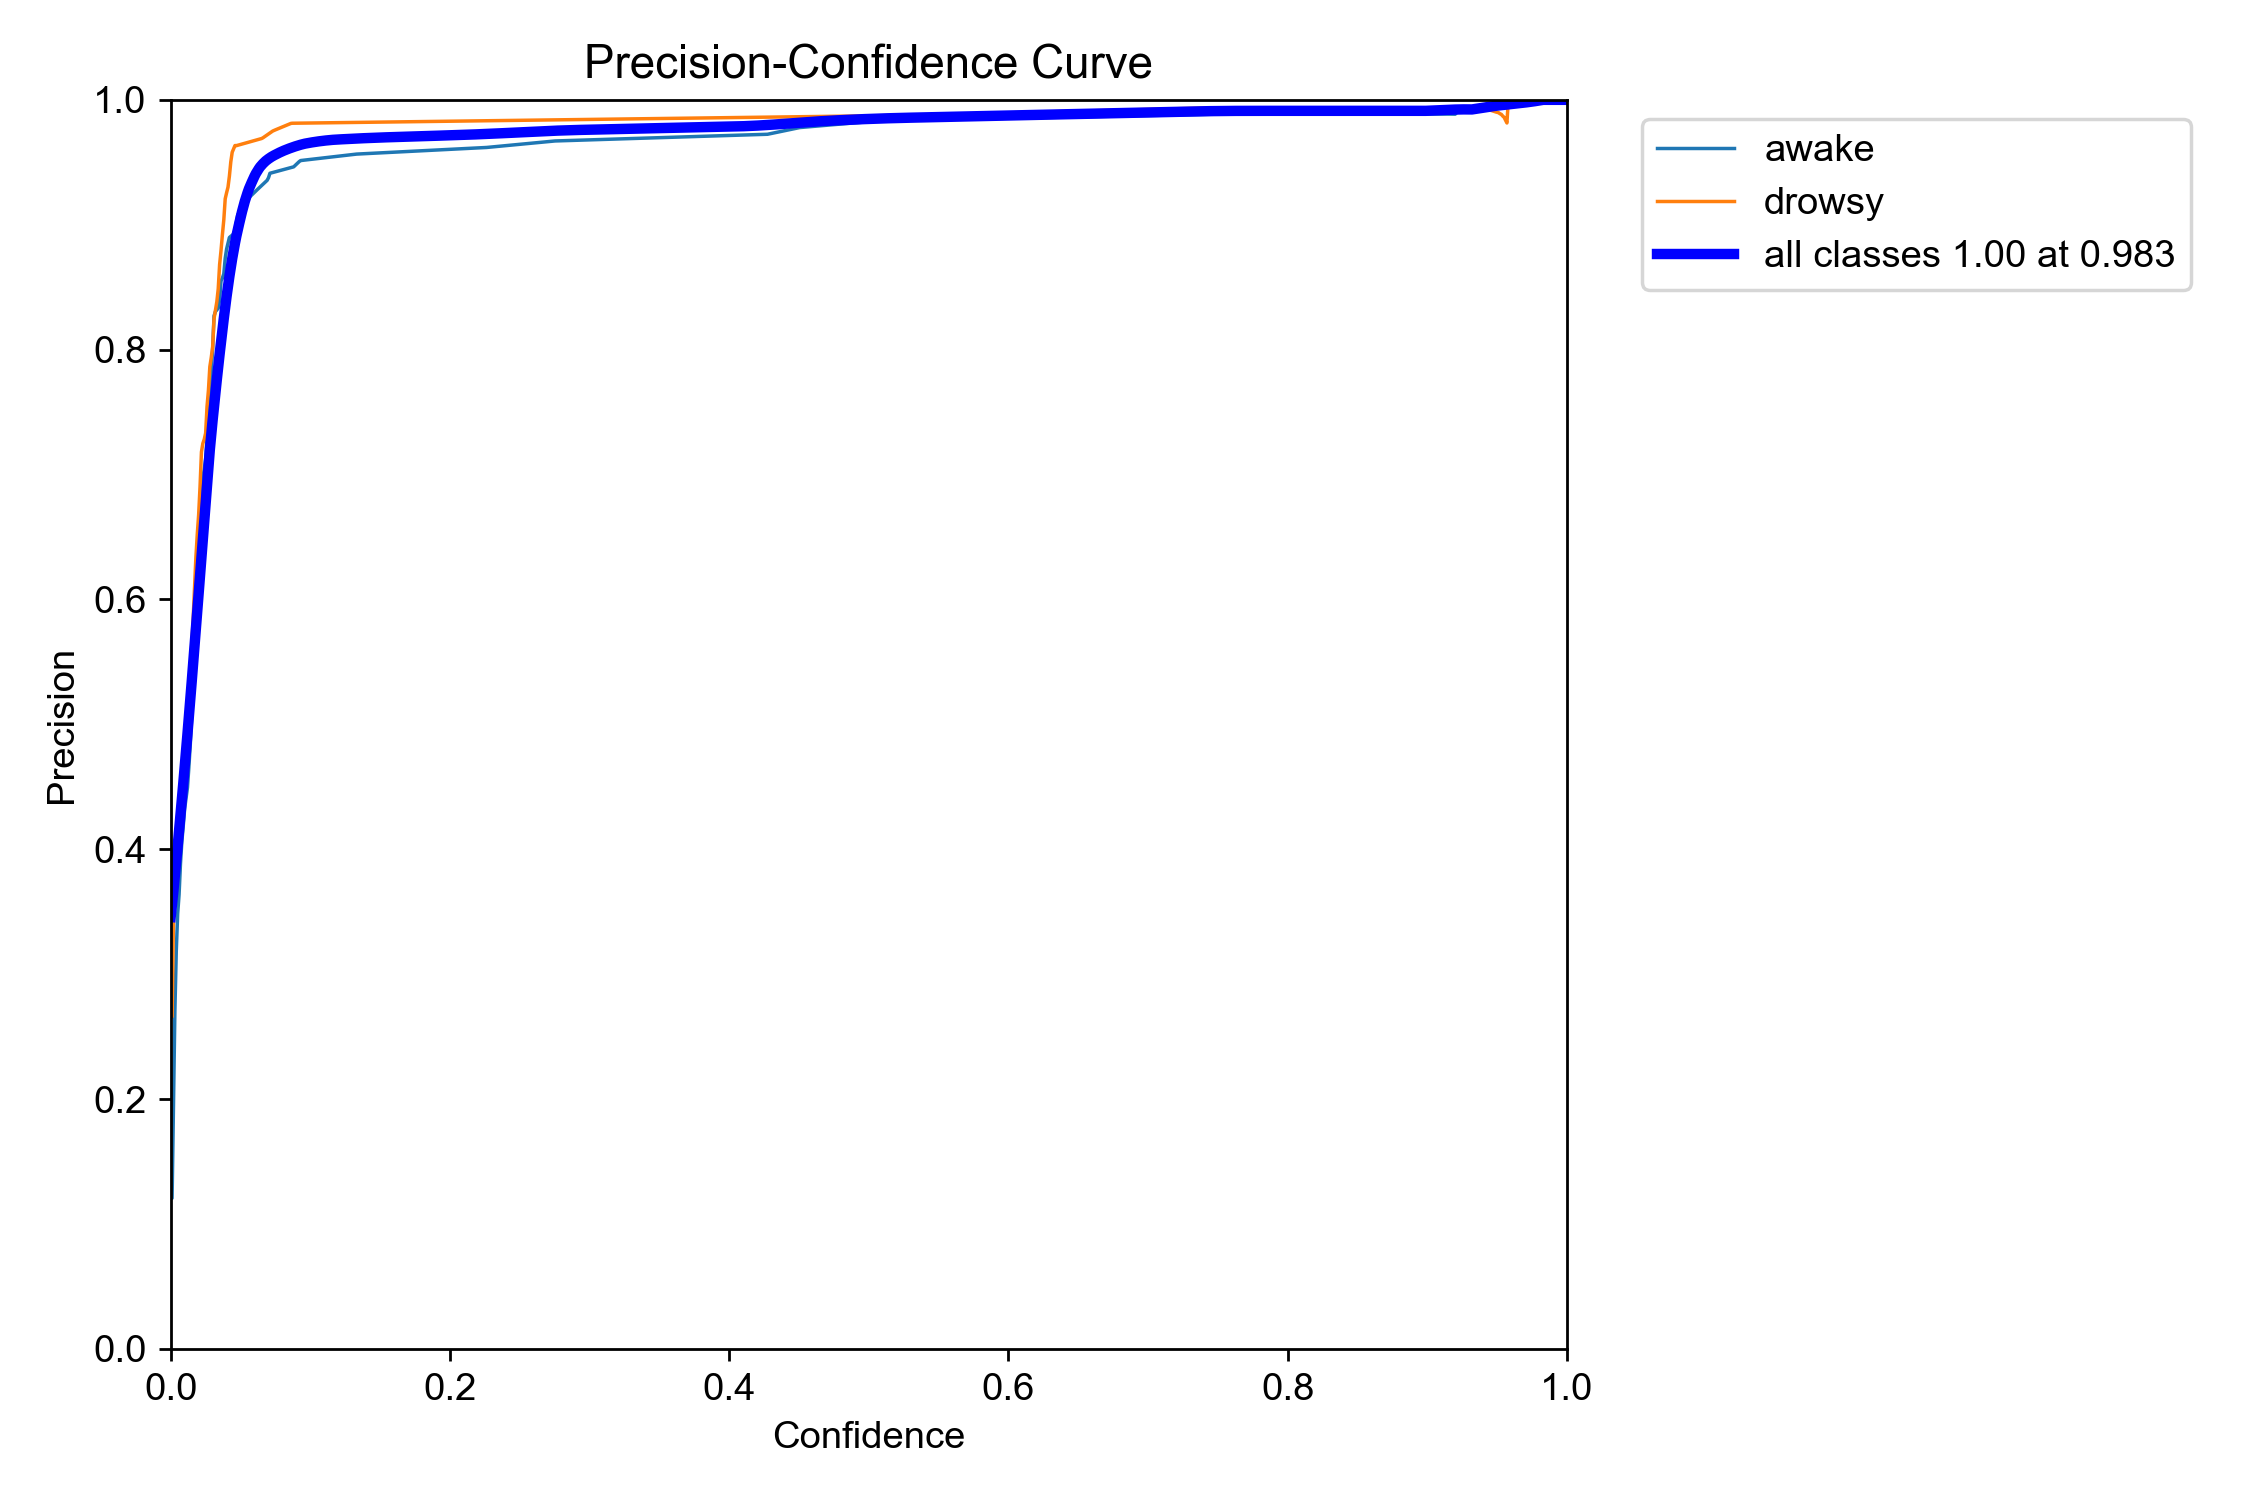 Precision-Confidence Curve
1.0
0.8
0.6
0.4
0.2
0.0
Precision
0.0 0.2 0.4 0.6 0.8 1.0
Confidence
awake
drowsy
all classes 1.00 at 0.983